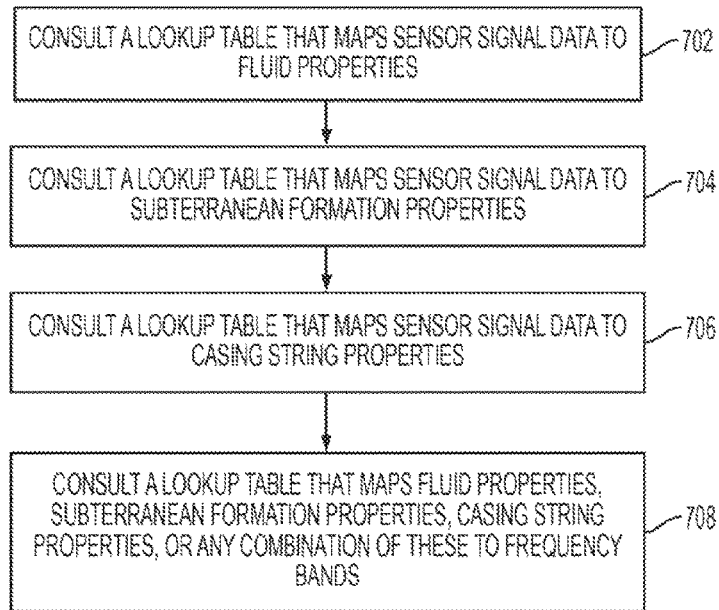 CONSULT A LOOKUP TABLE THAT MAPS SENSOR SIGNAL DATA TO
FLUID PROPERTIES
702
CONSULT A LOOKUP TABLE THAT MAPS SENSOR SIGNAL DATA TO
SUBTERRANEAN FORMATION PROPERTIES
704
CONSULT A LOOKUP TABLE THAT MAPS SENSOR SIGNAL DATA TO
CASING STRING PROPERTIES
706
CONSULT A LOOKUP TABLE THAT MAPS FLUID PROPERTIES,
SUBTERRANEAN FORMATION PROPERTIES, CASING STRING
PROPERTIES, OR ANY COMBINATION OF THESE TO FREQUENCY
BANDS
708